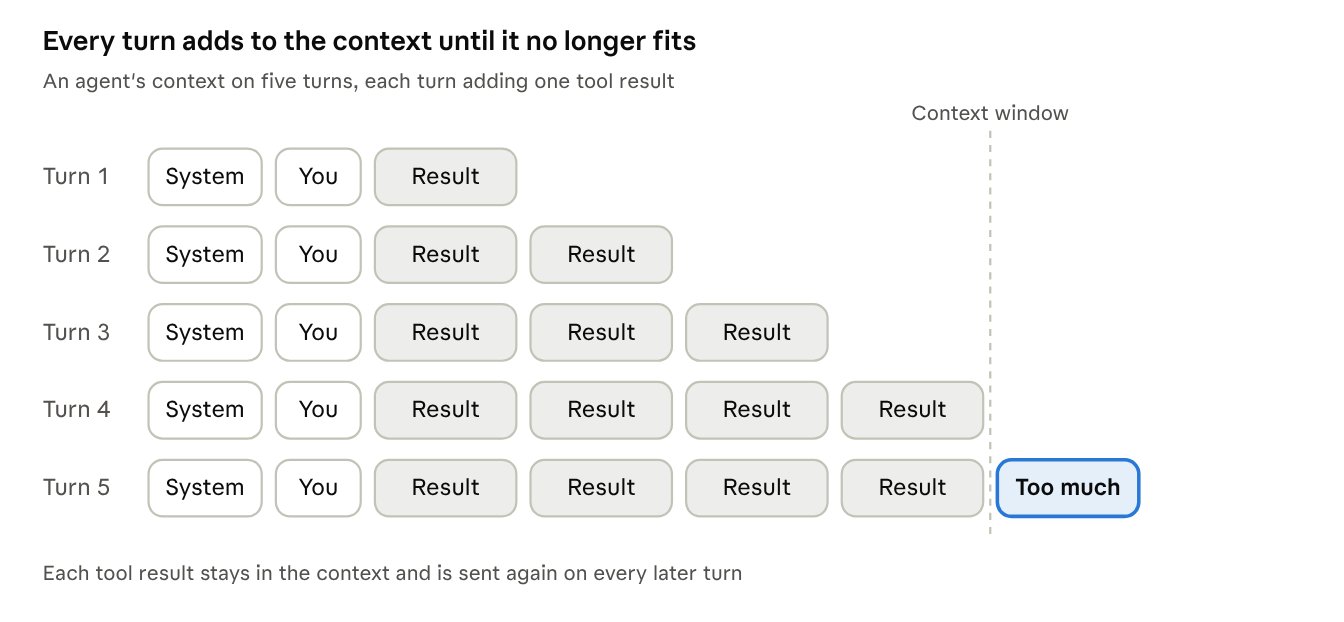 Every turn adds to the context until it no longer fits
An agent's context on five turns, each turn adding one tool result
Context window
Turn 1 System You Result
Turn 2 System You Result Result
Turn 3 System You Result Result Result
Turn 4 System You Result Result Result Result
Turn 5 System You Result Result Result Result Too much
Each tool result stays in the context and is sent again on every later turn